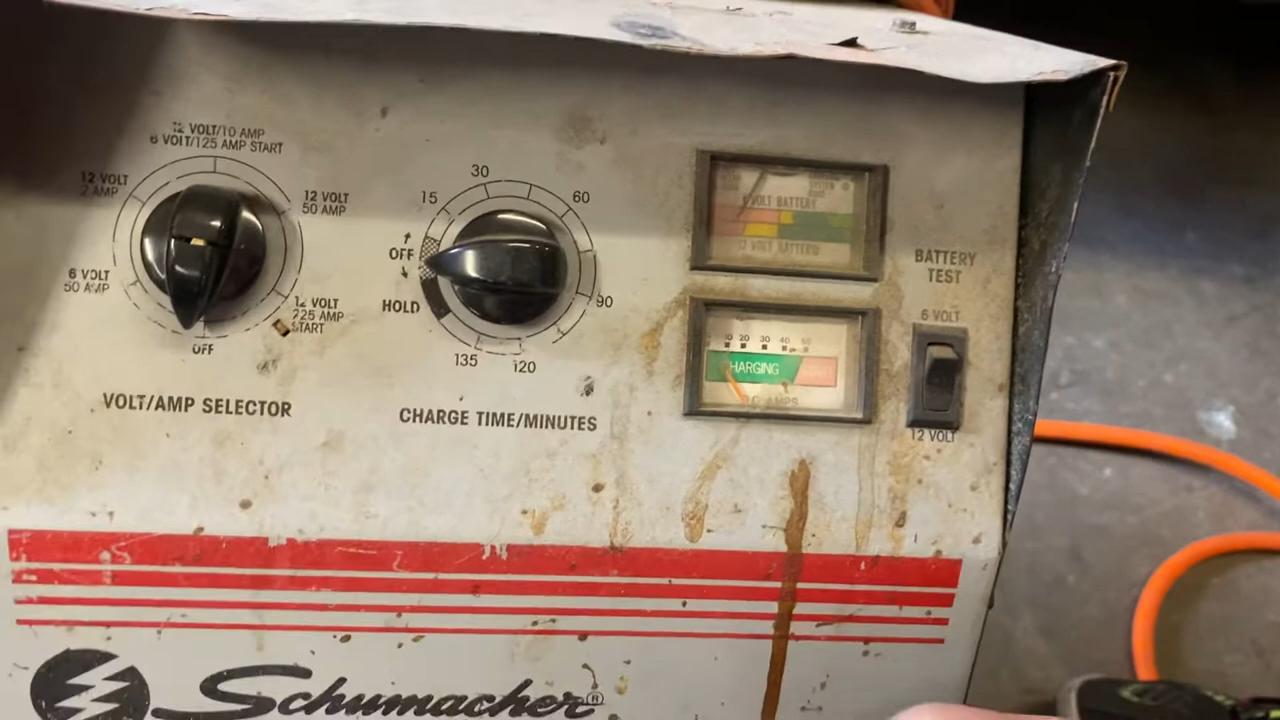 12 VOLT/10 AMP
6 VOLT/125 AMP START
12 VOLT
2 AMP
12 VOLT
50 AMP
6 VOLT
50 AMP
12 VOLT
225 AMP
START
OFF
VOLT/AMP SELECTOR
30
15
60
OFF
HOLD
90
135
120
CHARGE TIME/MINUTES
SYSTEM
6 VOLT BATTERY
12 VOLT BATTERY
10 20 30 40 50
CHARGING
D.C. AMPS
BATTERY
TEST
6 VOLT
12 VOLT
Schumacher®